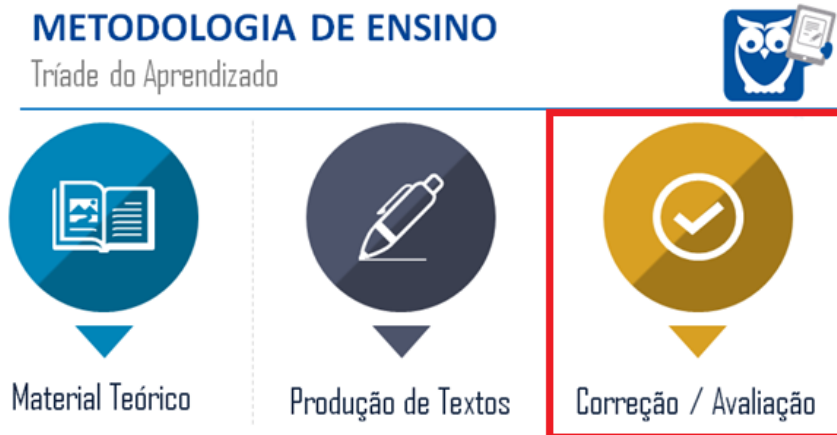 METODOLOGIA DE ENSINO
Tríade do Aprendizado
Material Teórico
Produção de Textos
Correção / Avaliação